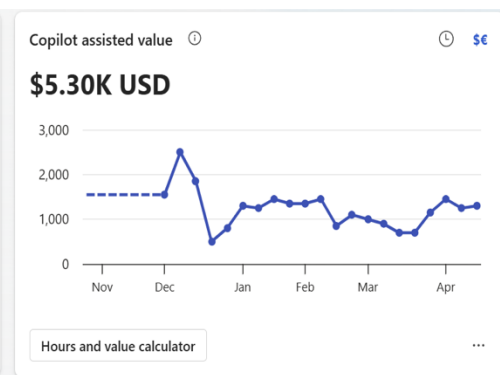 Copilot assisted value
$€
$5.30K USD
3,000
2,000
1,000
0
Nov Dec Jan Feb Mar Apr
Hours and value calculator
...